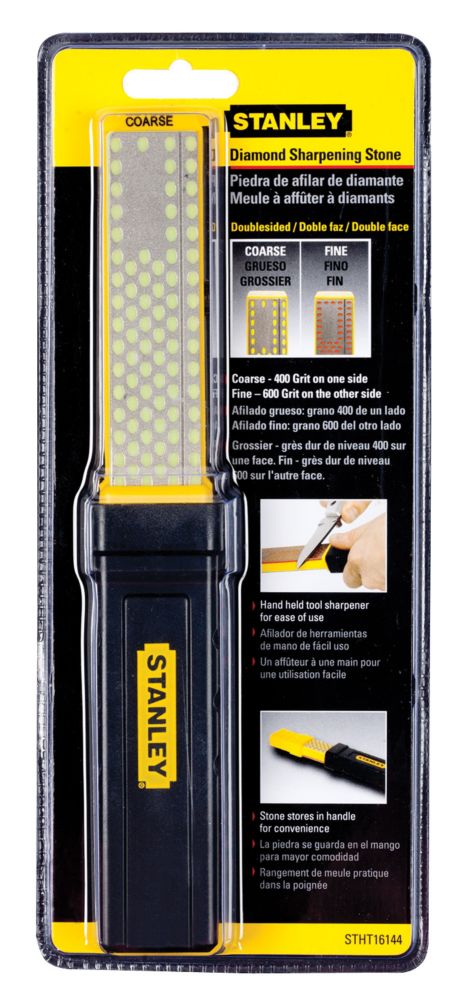 COARSE
STANLEY
Diamond Sharpening Stone
Piedra de afilar de diamante
Meule à affûter à diamants
Doublesided / Doble faz / Double face
COARSE
GRUESO
GROSSIER
FINE
FINO
FIN
Coarse - 400 Grit on one side
Fine – 600 Grit on the other side
Afilado grueso: grano 400 de un lado
Afilado fino: grano 600 del otro lado
Grossier - grès dur de niveau 400 sur
une face. Fin - grès dur de niveau
00 sur l'autre face.
Hand held tool sharpener
for ease of use
Afilador de herramientas
de mano de fácil uso
Un affûteur à une main pour
une utilisation facile
STANLEY
Stone stores in handle
for convenience
La piedra se guarda en el mango
para mayor comodidad
Rangement de meule pratique
dans la poignée
STHT16144